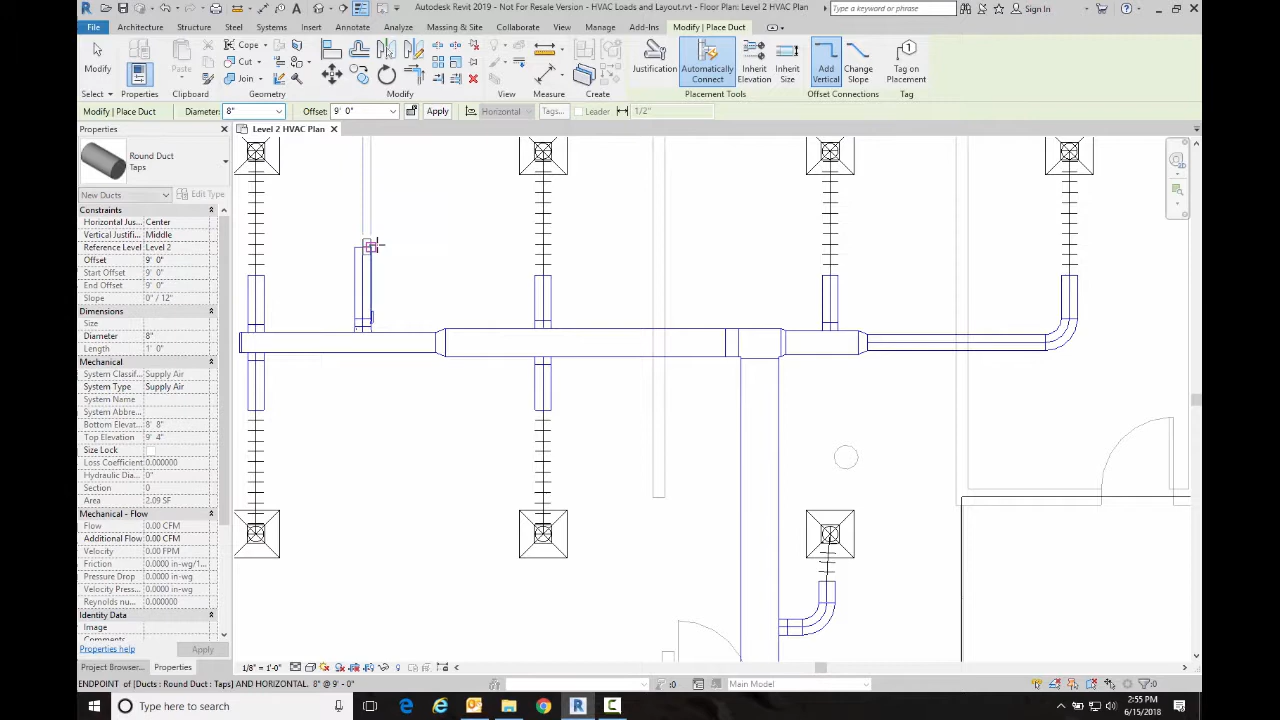 Autodesk Revit 2019 - Not For Resale Version - HVAC Loads and Layout.rvt - Floor Plan: Level 2 HVAC Plan
Type a keyword or phrase
Sign In
File Architecture Structure Steel Systems Insert Annotate Analyze Massing & Site Collaborate View Manage Add-Ins Modify | Place Duct
Modify
Properties
Paste
Cope
Cut
Join
Justification
Automatically Connect
Inherit Elevation
Inherit Size
Add Vertical
Change Slope
Tag on Placement
Select Properties Clipboard Geometry Modify View Measure Create Placement Tools Offset Connections Tag
Modify | Place Duct Diameter: 8" Offset: 9' 0" Apply Horizontal Tags... Leader 1/2"
Properties
Level 2 HVAC Plan
Round Duct
Taps
New Ducts Edit Type
Constraints
Horizontal Jus... Center
Vertical Justifi... Middle
Reference Level Level 2
Offset 9' 0"
Start Offset 9' 0"
End Offset 9' 0"
Slope 0" / 12"
Dimensions
Size
Diameter 8"
Length 1' 0"
Mechanical
System Classif... Supply Air
System Type Supply Air
System Name
System Abbre...
Bottom Elevat... 8' 8"
Top Elevation 9' 4"
Size Lock
Loss Coefficient 0.000000
Hydraulic Dia... 0"
Section 0
Area 2.09 SF
Mechanical - Flow
Flow 0.00 CFM
Additional Flow 0.00 CFM
Velocity 0.00 FPM
Friction 0.0000 in-wg/1...
Pressure Drop 0.0000 in-wg
Velocity Press... 0.0000 in-wg
Reynolds nu... 0.000000
Identity Data
Image
Comments
Properties help Apply
Project Browser... Properties
1/8" = 1'-0"
ENDPOINT of [Ducts : Round Duct : Taps] AND HORIZONTAL. 8" @ 9' - 0"
:0
Main Model
:0
Type here to search
2:55 PM
6/15/2018